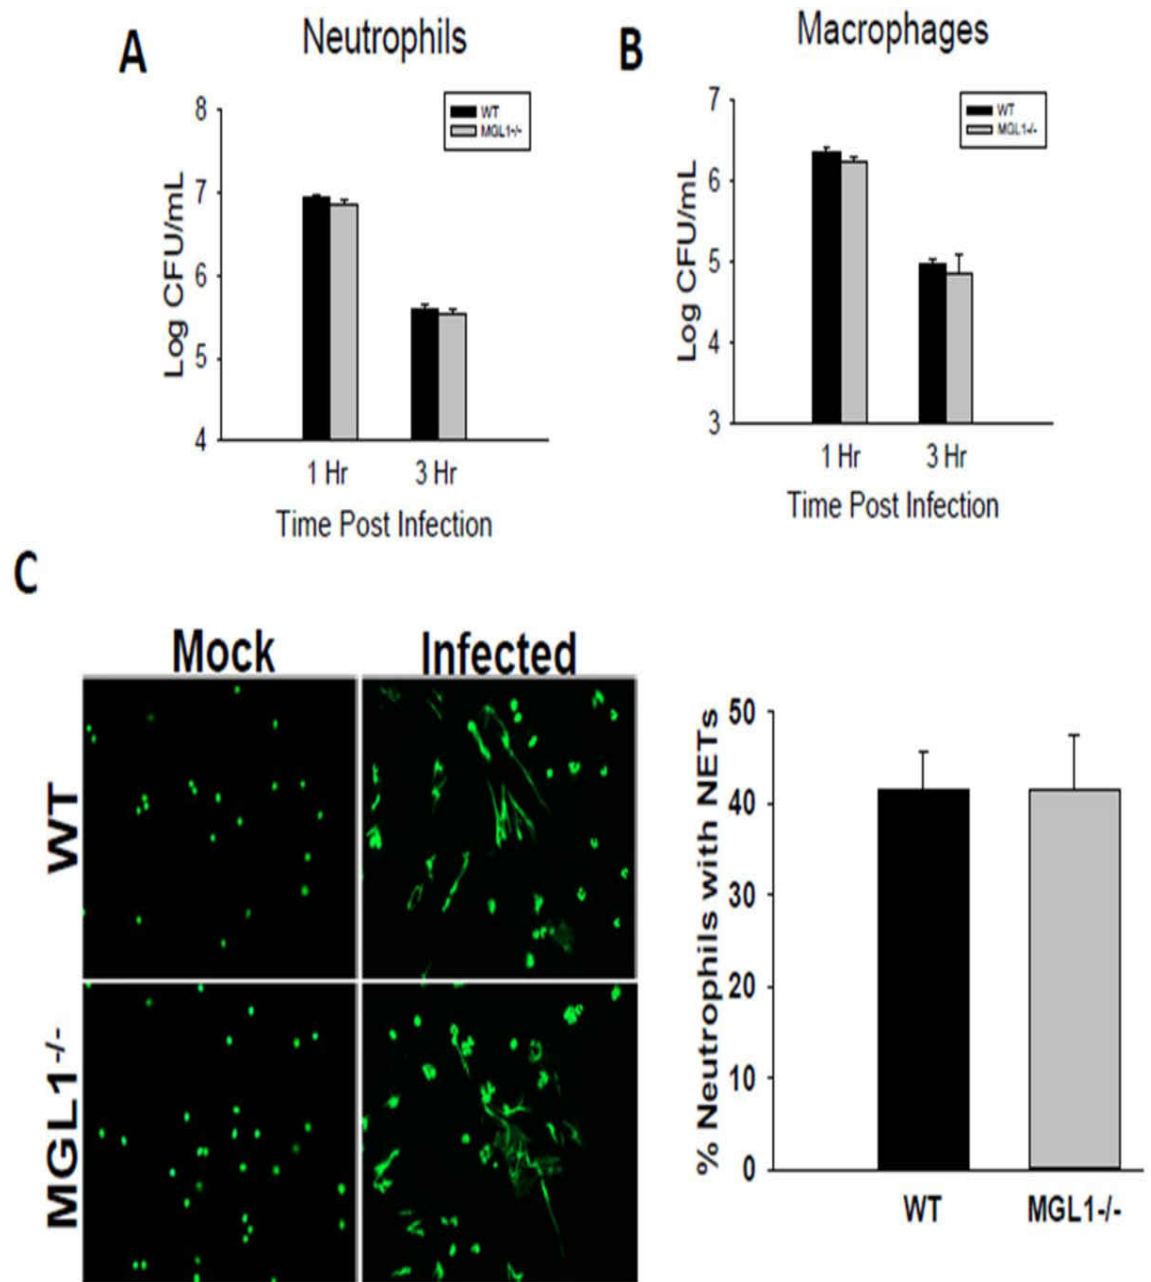 A
Neutrophils
WT
MGL1-/-
8
7
6
5
4
Log CFU/mL
1 Hr
3 Hr
Time Post Infection
B
Macrophages
WT
MGL1-/-
7
6
5
4
3
Log CFU/mL
1 Hr
3 Hr
Time Post Infection
C
Mock
Infected
WT
MGL1-/-
% Neutrophils with NETs
50
40
30
20
10
0
WT
MGL1-/-